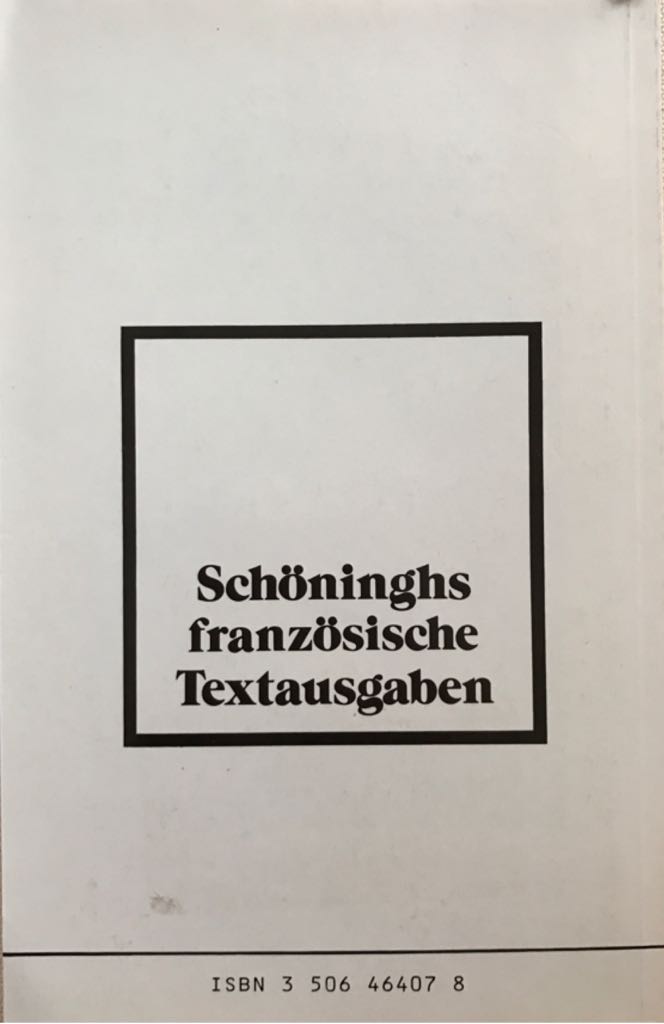 Schöninghs
französische
Textausgaben
ISBN 3 506 46407 8